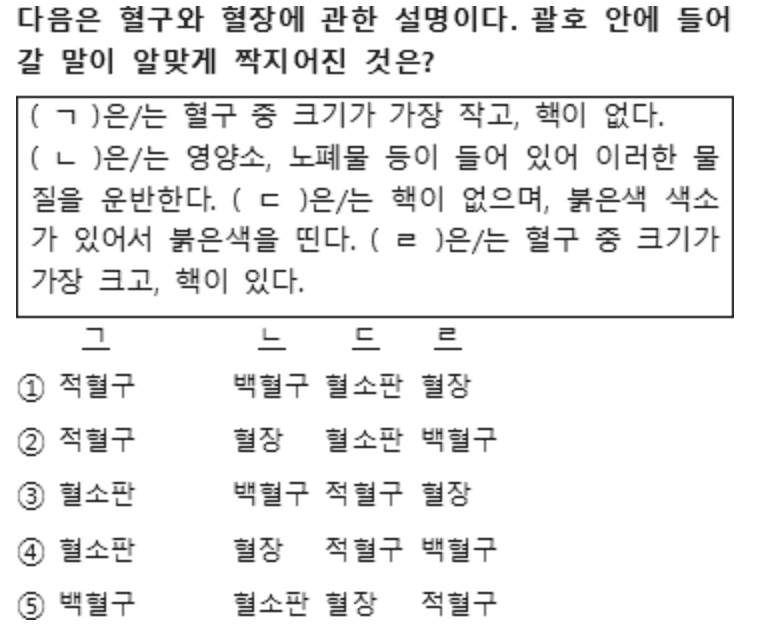 다음은 혈구와 혈장에 관한 설명이다. 괄호 안에 들어
갈 말이 알맞게 짝지어진 것은?
( ㄱ )은/는 혈구 중 크기가 가장 작고, 핵이 없다.
( ㄴ )은/는 영양소, 노폐물 등이 들어 있어 이러한 물
질을 운반한다. ( ㄷ )은/는 핵이 없으며, 붉은색 색소
가 있어서 붉은색을 띤다. ( ㄹ )은/는 혈구 중 크기가
가장 크고, 핵이 있다.
ㄱ ㄴ ㄷ ㄹ
① 적혈구 백혈구 혈소판 혈장
② 적혈구 혈장 혈소판 백혈구
③ 혈소판 백혈구 적혈구 혈장
④ 혈소판 혈장 적혈구 백혈구
⑤ 백혈구 혈소판 혈장 적혈구